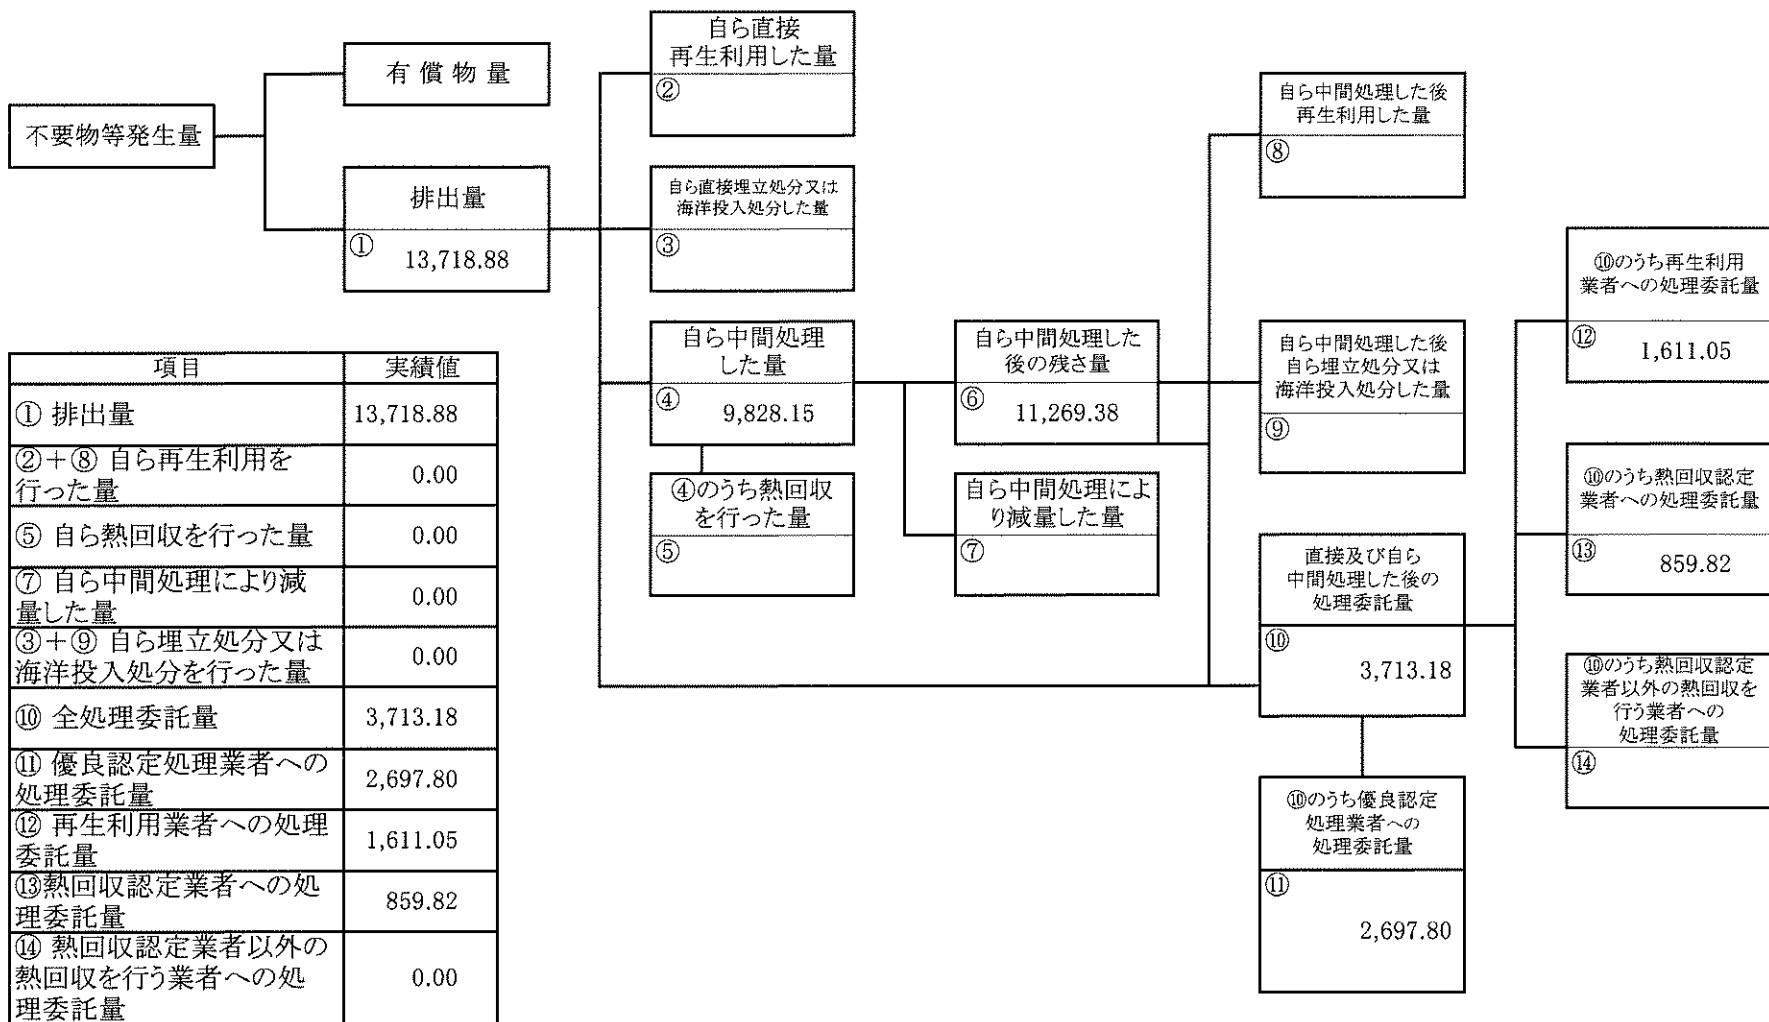 不要物等発生量
有償物量
排出量
①
13,718.88
自ら直接
再生利用した量
②
自ら直接埋立処分又は
海洋投入処分した量
③
自ら中間処理
した量
④
9,828.15
④のうち熱回収
を行った量
⑤
自ら中間処理した
後の残さ量
⑥
11,269.38
自ら中間処理によ
り減量した量
⑦
自ら中間処理した後
再生利用した量
⑧
自ら中間処理した後
自ら埋立処分又は
海洋投入処分した量
⑨
直接及び自ら
中間処理した後の
処理委託量
⑩
3,713.18
⑩のうち優良認定
処理業者への
処理委託量
⑪
2,697.80
⑩のうち再生利用
業者への処理委託量
⑫
1,611.05
⑩のうち熱回収認定
業者への処理委託量
⑬
859.82
⑩のうち熱回収認定
業者以外の熱回収を
行う業者への
処理委託量
⑭
項目 実績値
① 排出量 13,718.88
②+⑧ 自ら再生利用を
行った量 0.00
⑤ 自ら熱回収を行った量 0.00
⑦ 自ら中間処理により減
量した量 0.00
③+⑨ 自ら埋立処分又は
海洋投入処分を行った量 0.00
⑩ 全処理委託量 3,713.18
⑪ 優良認定処理業者への
処理委託量 2,697.80
⑫ 再生利用業者への処理
委託量 1,611.05
⑬熱回収認定業者への処
理委託量 859.82
⑭ 熱回収認定業者以外の
熱回収を行う業者への処
理委託量 0.00